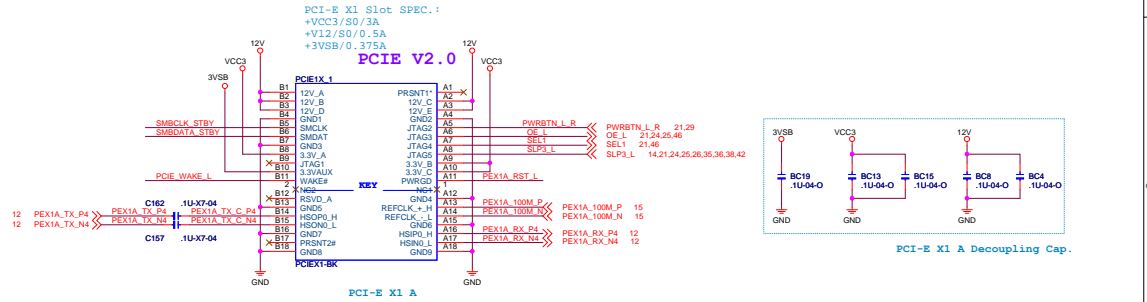 PCI-E X1 Slot SPEC.:
+VCC3/S0/3A
+V12/S0/0.5A
+3VSB/0.375A
PCIE V2.0
12V
12V
VCC3
VCC3
3VSB
PCIE1X_1
B1 12V_A PRSNT1* A1
B2 12V_B 12V_C A2
B3 12V_D 12V_E A3
B4 GND1 GND2 A4
SMBCLK_STBY B5 SMCLK JTAG2 A5 PWRBTN_L_R PWRBTN_L_R 21,29
SMBDATA_STBY B6 SMDAT JTAG3 A6 OE_L OE_L 21,24,25,46
B7 GND3 JTAG4 A7 SEL1 SEL1 21,46
B8 3.3V_A JTAG5 A8 SLP3_L SLP3_L 14,21,24,25,26,35,36,38,42
B9 JTAG1 3.3V_B A9
B10 3.3VAUX 3.3V_C A10
PCIE_WAKE_L B11 WAKE# PWRGD A11 PEX1A_RST_L
2 NC2 KEY NC1 1
B12 RSVD_A GND4 A12
B13 GND5 REFCLK_+_H A13 PEX1A_100M_P PEX1A_100M_P 15
C162 .1U-X7-04
12 PEX1A_TX_P4 PEX1A_TX_P4 PEX1A_TX_C_P4 B14 HSOP0_H REFCLK_-_L A14 PEX1A_100M_N PEX1A_100M_N 15
12 PEX1A_TX_N4 PEX1A_TX_N4 PEX1A_TX_C_N4 B15 HSON0_L GND6 A15
B16 GND7 HSIP0_H A16 PEX1A_RX_P4 PEX1A_RX_P4 12
C157 .1U-X7-04
B17 PRSNT2# HSIN0_L A17 PEX1A_RX_N4 PEX1A_RX_N4 12
B18 GND8 GND9 A18
PCIEX1-BK
GND
GND
PCI-E X1 A
3VSB
VCC3
12V
BC19
.1U-04-O
BC13
.1U-04-O
BC15
.1U-04-O
BC8
.1U-04-O
BC4
.1U-04-O
GND
GND
GND
PCI-E X1 A Decoupling Cap.